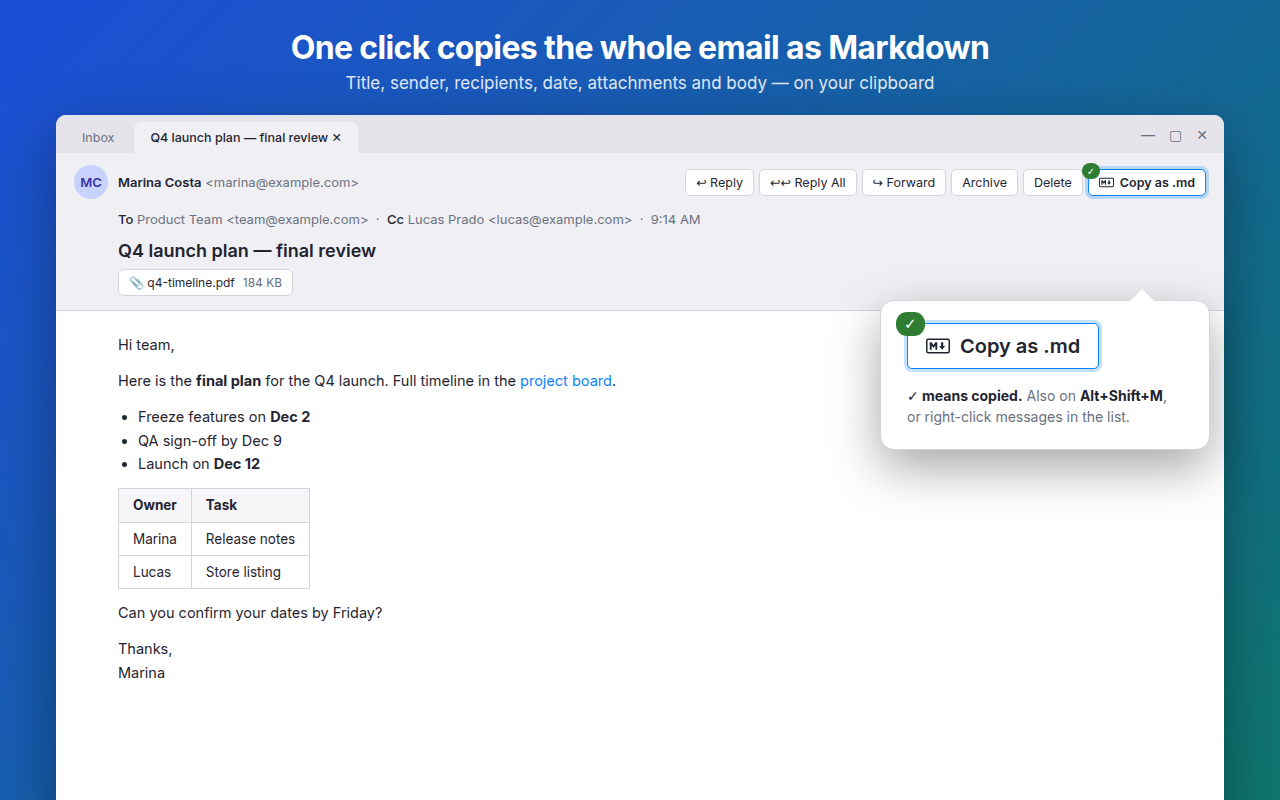 One click copies the whole email as Markdown
Title, sender, recipients, date, attachments and body — on your clipboard
Inbox
Q4 launch plan — final review ✕
MC
Marina Costa <marina@example.com>
↩ Reply
↩↩ Reply All
↪ Forward
Archive
Delete
✓
M↓ Copy as .md
To Product Team <team@example.com> · Cc Lucas Prado <lucas@example.com> · 9:14 AM
Q4 launch plan — final review
q4-timeline.pdf 184 KB
✓
M↓ Copy as .md
✓ means copied. Also on Alt+Shift+M,
or right-click messages in the list.
Hi team,
Here is the final plan for the Q4 launch. Full timeline in the project board.
• Freeze features on Dec 2
• QA sign-off by Dec 9
• Launch on Dec 12
Owner Task
Marina Release notes
Lucas Store listing
Can you confirm your dates by Friday?
Thanks,
Marina